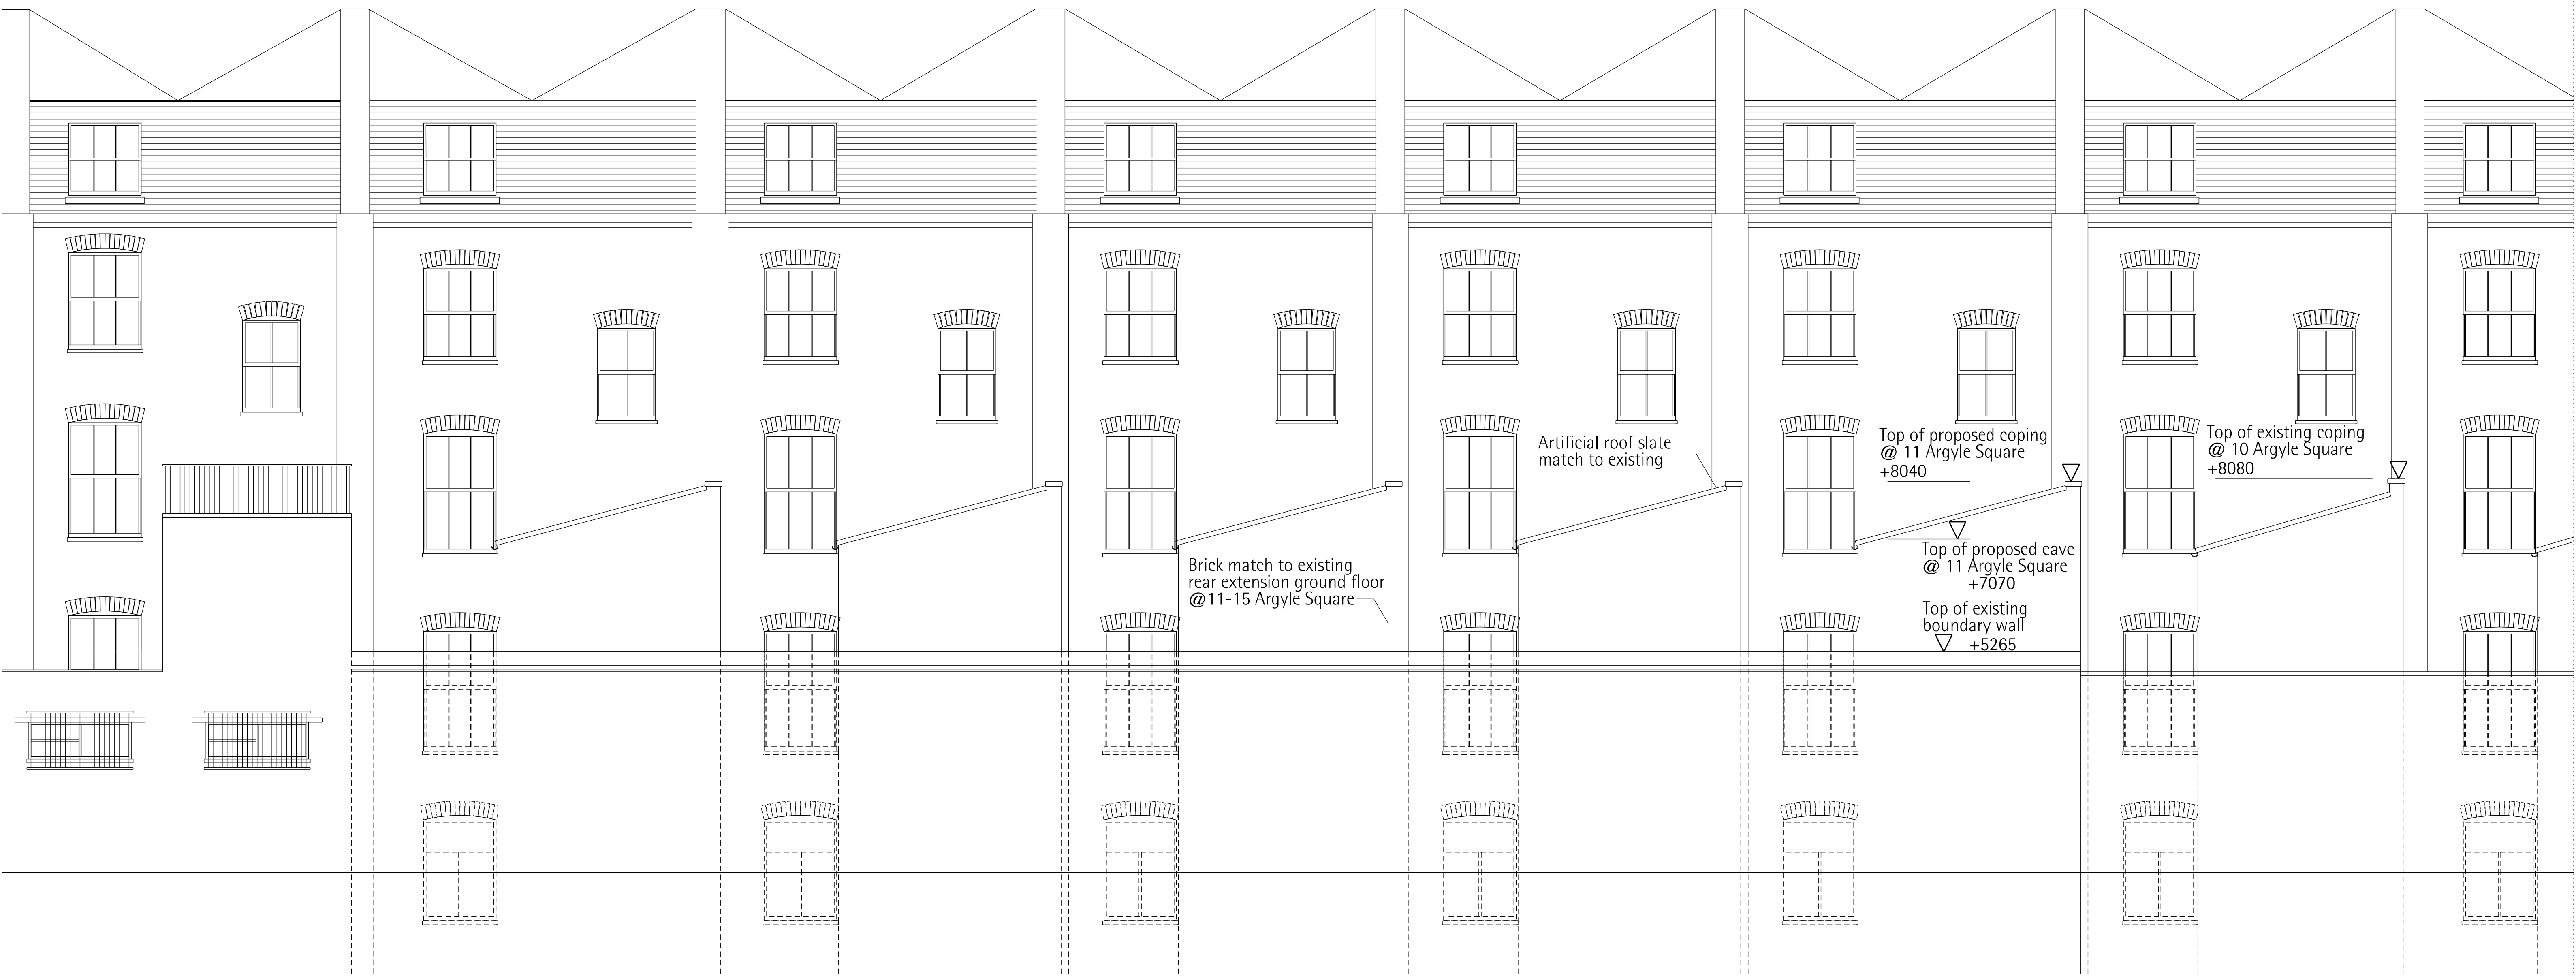 Artificial roof slate
match to existing
Top of proposed coping
@ 11 Argyle Square
+8040
Top of existing coping
@ 10 Argyle Square
+8080
Brick match to existing
rear extension ground floor
@11-15 Argyle Square
Top of proposed eave
@ 11 Argyle Square
+7070
Top of existing
boundary wall
+5265